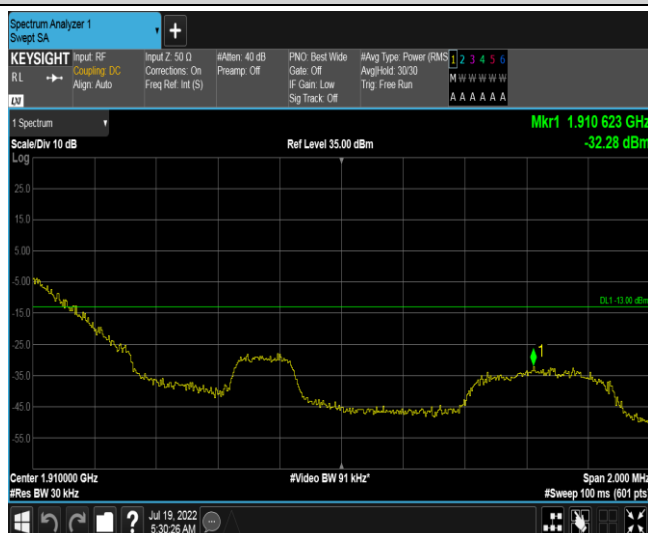 Spectrum Analyzer 1
Swept SA
+
KEYSIGHT
RL
Input: RF
Coupling: DC
Align: Auto
Input Z: 50 Ω
Corrections: On
Freq Ref: Int (S)
#Atten: 40 dB
Preamp: Off
PNO: Best Wide
Gate: Off
IF Gain: Low
Sig Track: Off
#Avg Type: Power (RMS
Avg|Hold: 30/30
Trig: Free Run
1 2 3 4 5 6
M W W W W W
A A A A A A
LXI
1 Spectrum
Mkr1 1.910 623 GHz
Scale/Div 10 dB
Ref Level 35.00 dBm
-32.28 dBm
Log
25.0
15.0
5.00
-5.00
DL1 -13.00 dBm
-15.0
-25.0
1
-35.0
-45.0
-55.0
Center 1.910000 GHz
#Video BW 91 kHz*
Span 2.000 MHz
#Res BW 30 kHz
#Sweep 100 ms (601 pts)
?
Jul 19, 2022
5:30:26 AM